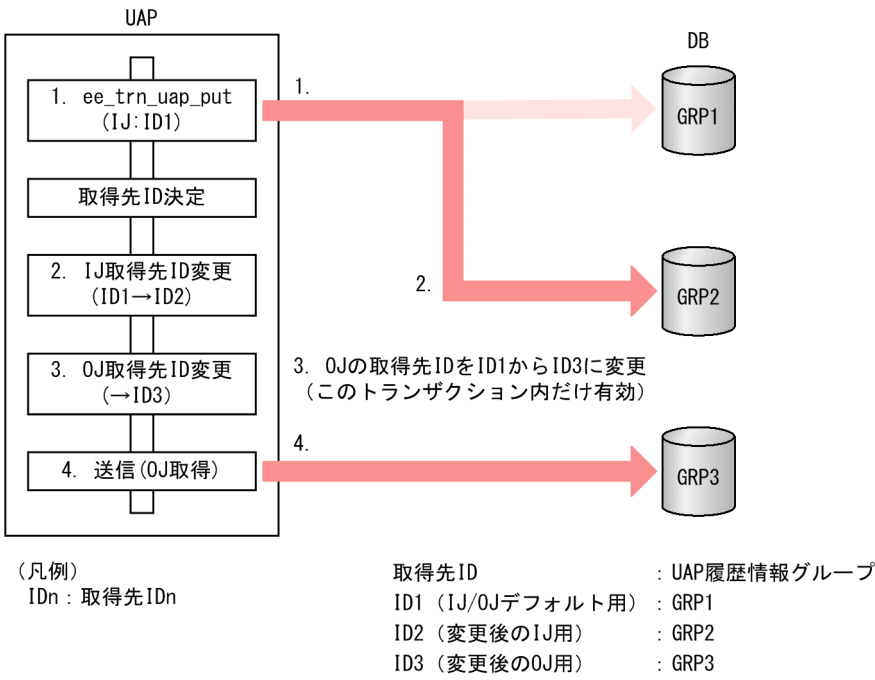 UAP
DB
1. ee_trn_uap_put
(IJ:ID1)
1.
GRP1
取得先ID決定
2. IJ取得先ID変更
(ID1→ID2)
2.
GRP2
3. OJ取得先ID変更
(→ID3)
3. OJの取得先IDをID1からID3に変更
（このトランザクション内だけ有効）
4. 送信(OJ取得)
4.
GRP3
（凡例）
IDn：取得先IDn
取得先ID ：UAP履歴情報グループ
ID1（IJ/OJデフォルト用）：GRP1
ID2（変更後のIJ用）：GRP2
ID3（変更後のOJ用）：GRP3